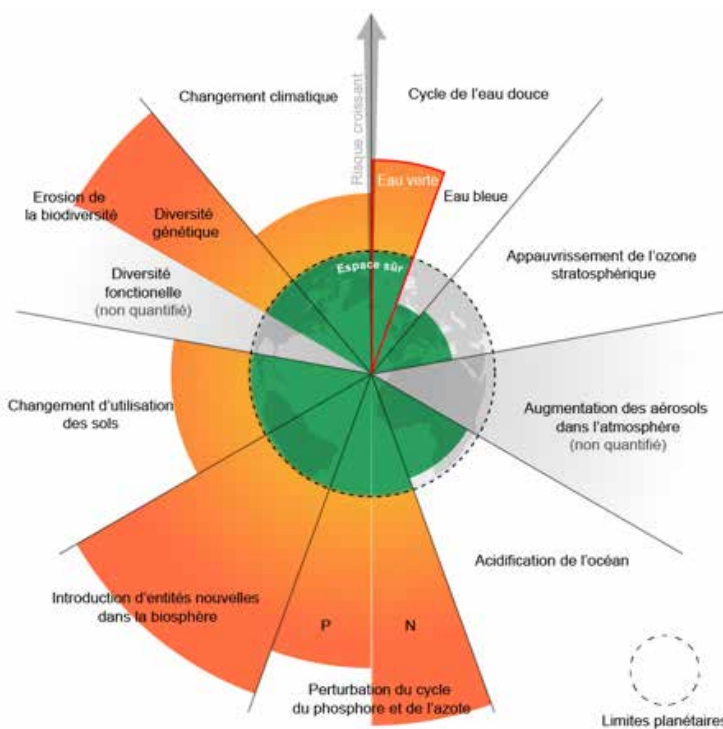 Changement climatique
Risque croissant
Cycle de l'eau douce
Eau verte
Eau bleue
Erosion de
la biodiversité
Diversité
génétique
Espace sûr
Appauvrissement de l'ozone
stratosphérique
Diversité
fonctionelle
(non quantifié)
Changement d'utilisation
des sols
Augmentation des aérosols
dans l'atmosphère
(non quantifié)
Acidification de l'océan
Introduction d'entités nouvelles
dans la biosphère
P
N
Perturbation du cycle
du phosphore et de l'azote
Limites planétaires